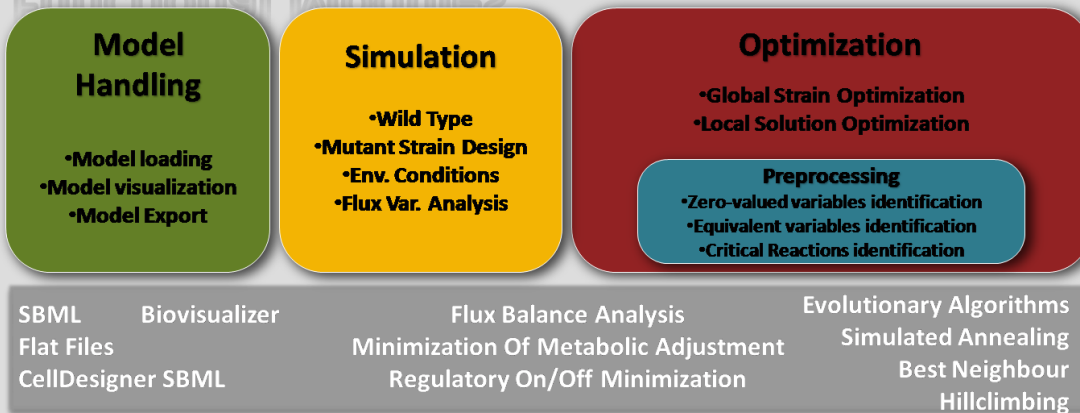 Model
Handling
•Model loading
•Model visualization
•Model Export
Simulation
•Wild Type
•Mutant Strain Design
•Env. Conditions
•Flux Var. Analysis
Optimization
•Global Strain Optimization
•Local Solution Optimization
Preprocessing
•Zero-valued variables identification
•Equivalent variables identification
•Critical Reactions identification
SBML Biovisualizer
Flat Files
CellDesigner SBML
Flux Balance Analysis
Minimization Of Metabolic Adjustment
Regulatory On/Off Minimization
Evolutionary Algorithms
Simulated Annealing
Best Neighbour
Hillclimbing